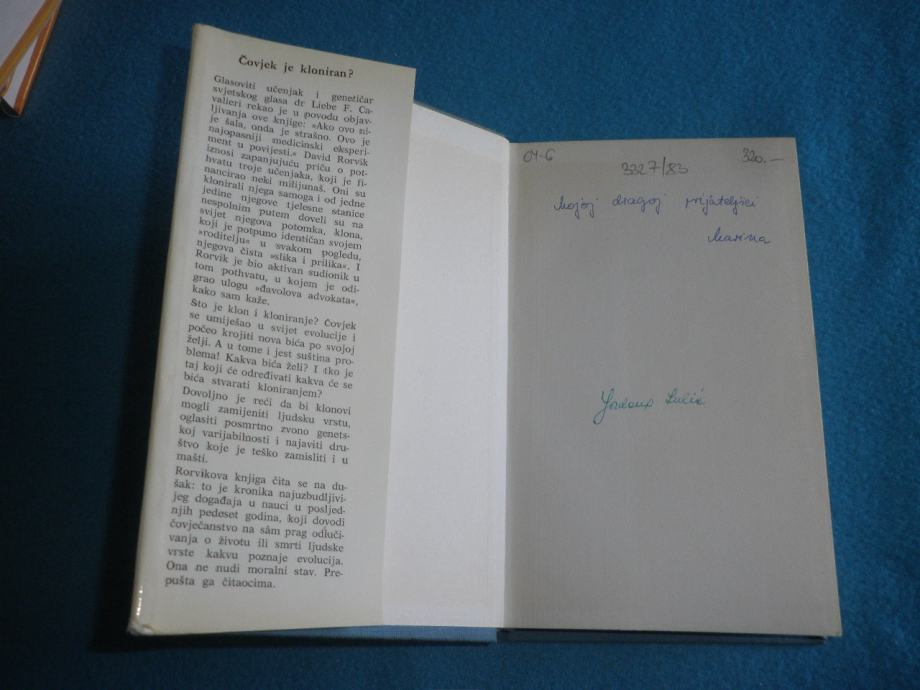 Čovjek je kloniran?
Glasoviti učenjak i genetičar
svjetskog glasa dr Liebe F. Ca-
valieri rekao je u povodu objav-
ljivanja ove knjige: »Ako ovo ni-
je šala, onda je strašno. Ovo je
najopasniji medicinski eksperi-
ment u povijesti.« David Rorvik
iznosi zapanjujuću priču o pot-
hvatu troje učenjaka, koji je fi-
nancirao neki milijunaš. Oni su
klonirali njega samoga i od jedne
jedine njegove tjelesne stanice
nespolnim putem doveli su na
svijet njegova potomka, klona,
koji je potpuno identičan svojem
»roditelju« u svakom pogledu,
njegova čista »slika i prilika«. I
Rorvik je bio aktivan sudionik u
tom pothvatu, u kojem je odi-
grao ulogu »đavolova advokata«,
kako sam kaže.
Što je klon i kloniranje? Čovjek
se umiješao u svijet evolucije i
počeo krojiti nova bića po svojoj
želji. A u tome i jest suština pro-
blema! Kakva bića želi? I tko je
taj koji će određivati kakva će se
bića stvarati kloniranjem?
Dovoljno je reći da bi klonovi
mogli zamijeniti ljudsku vrstu,
oglasiti posmrtno zvono genets-
koj varijabilnosti i najaviti dru-
štvo koje je teško zamisliti i u
mašti.
Rorvikova knjiga čita se na du-
šak: to je kronika najuzbudljivi-
jeg događaja u nauci u posljed-
njih pedeset godina, koji dovodi
čovječanstvo na sâm prag odluči-
vanja o životu ili smrti ljudske
vrste kakvu poznaje evolucija.
Ona ne nudi moralni stav. Pre-
pušta ga čitaocima.
04-6
320.—
3327/83
Mojoj dragoj prijateljici
Marina
Lulić